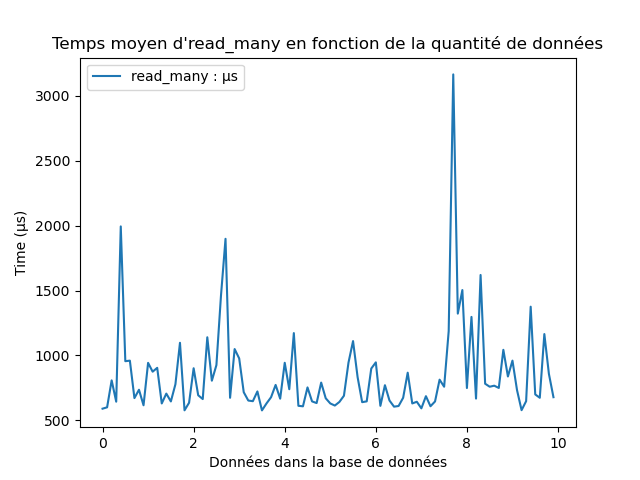 Temps moyen d'read_many en fonction de la quantité de données
read_many : µs
3000
2500
2000
1500
1000
500
Time (µs)
0 2 4 6 8 10
Données dans la base de données